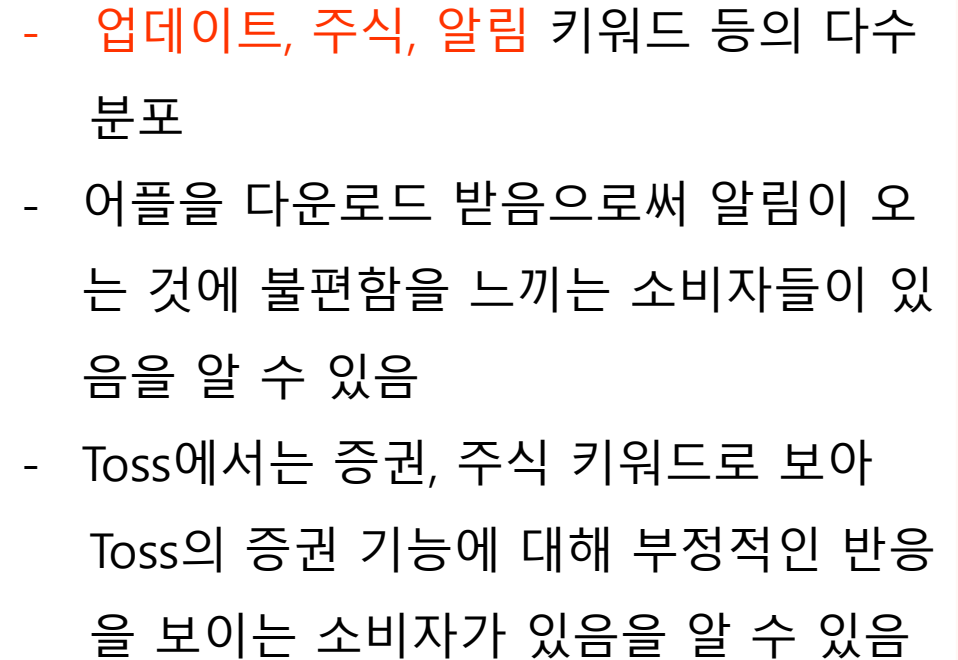 - 업데이트, 주식, 알림 키워드 등의 다수
분포
- 어플을 다운로드 받음으로써 알림이 오
는 것에 불편함을 느끼는 소비자들이 있
음을 알 수 있음
- Toss에서는 증권, 주식 키워드로 보아
Toss의 증권 기능에 대해 부정적인 반응
을 보이는 소비자가 있음을 알 수 있음